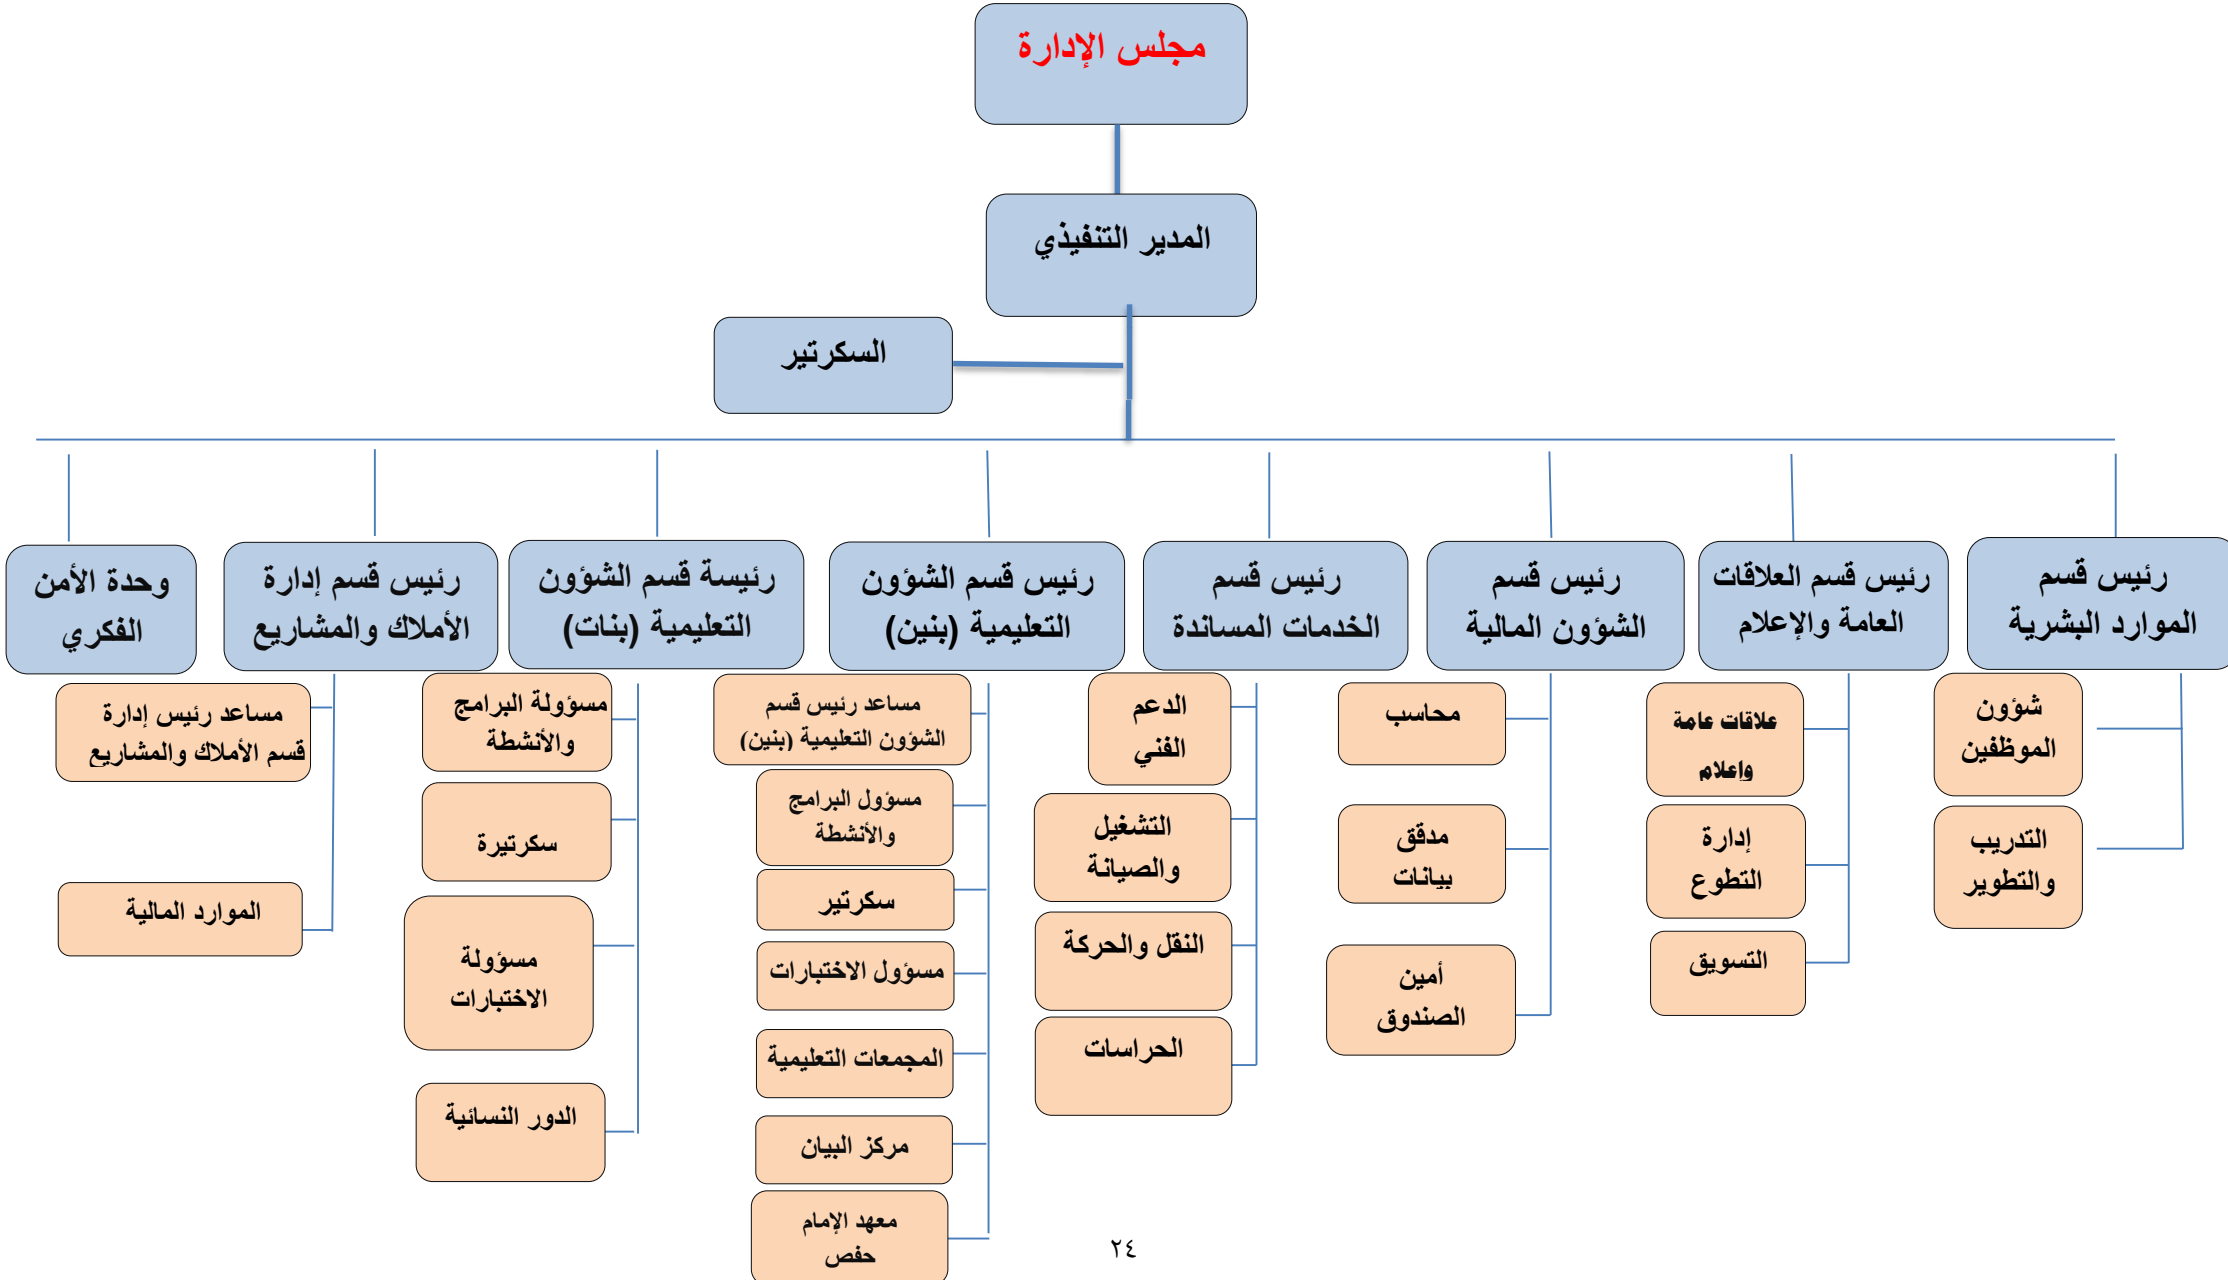 مجلس الإدارة
المدير التنفيذي
السكرتير
رئيس قسم
الموارد البشرية
رئيس قسم العلاقات
العامة والإعلام
رئيس قسم
الشؤون المالية
رئيس قسم
الخدمات المساندة
رئيس قسم الشؤون
التعليمية (بنين)
رئيسة قسم الشؤون
التعليمية (بنات)
رئيس قسم إدارة
الأملاك والمشاريع
وحدة الأمن
الفكري
شؤون
الموظفين
التدريب
والتطوير
علاقات عامة
وإعلام
إدارة
التطوع
التسويق
محاسب
مدقق
بيانات
أمين
الصندوق
الدعم
الفني
التشغيل
والصيانة
النقل والحركة
الحراسات
مساعد رئيس قسم
الشؤون التعليمية (بنين)
مسؤول البرامج
والأنشطة
سكرتير
مسؤول الاختبارات
المجمعات التعليمية
مركز البيان
معهد الإمام
حفص
مسؤولة البرامج
والأنشطة
سكرتيرة
مسؤولة
الاختبارات
الدور النسائية
مساعد رئيس إدارة
قسم الأملاك والمشاريع
الموارد المالية
٢٤